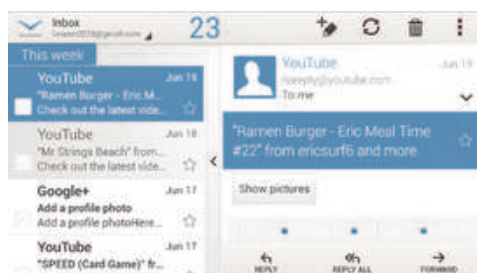 Inbox
23
This week
YouTube Jun 19
"Ramen Burger - Eric M...
Check out the latest vide...
YouTube Jun 18
"Mr Strings Beach" from...
Check out the latest vide...
Google+ Jun 17
Add a profile photo
Add a profile photoHere...
YouTube Jun 17
"SPEED (Card Game)" fr...
YouTube Jun 19
noreply@youtube.com
To:me
"Ramen Burger - Eric Meal Time
#22" from ericsurf6 and more
Show pictures
REPLY
REPLY ALL
FORWARD